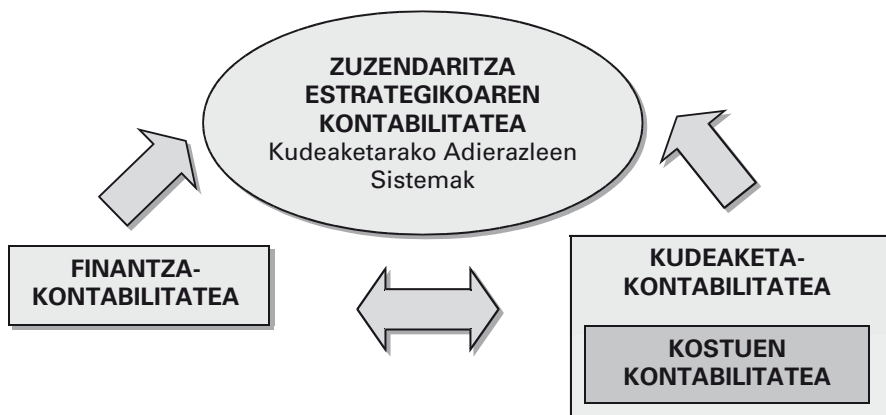 ZUZENDARITZA
ESTRATEGIKOAREN
KONTABILITATEA
Kudeaketarako Adierazleen
Sistemak
FINANTZA-
KONTABILITATEA
KUDEAKETA-
KONTABILITATEA
KOSTUEN
KONTABILITATEA